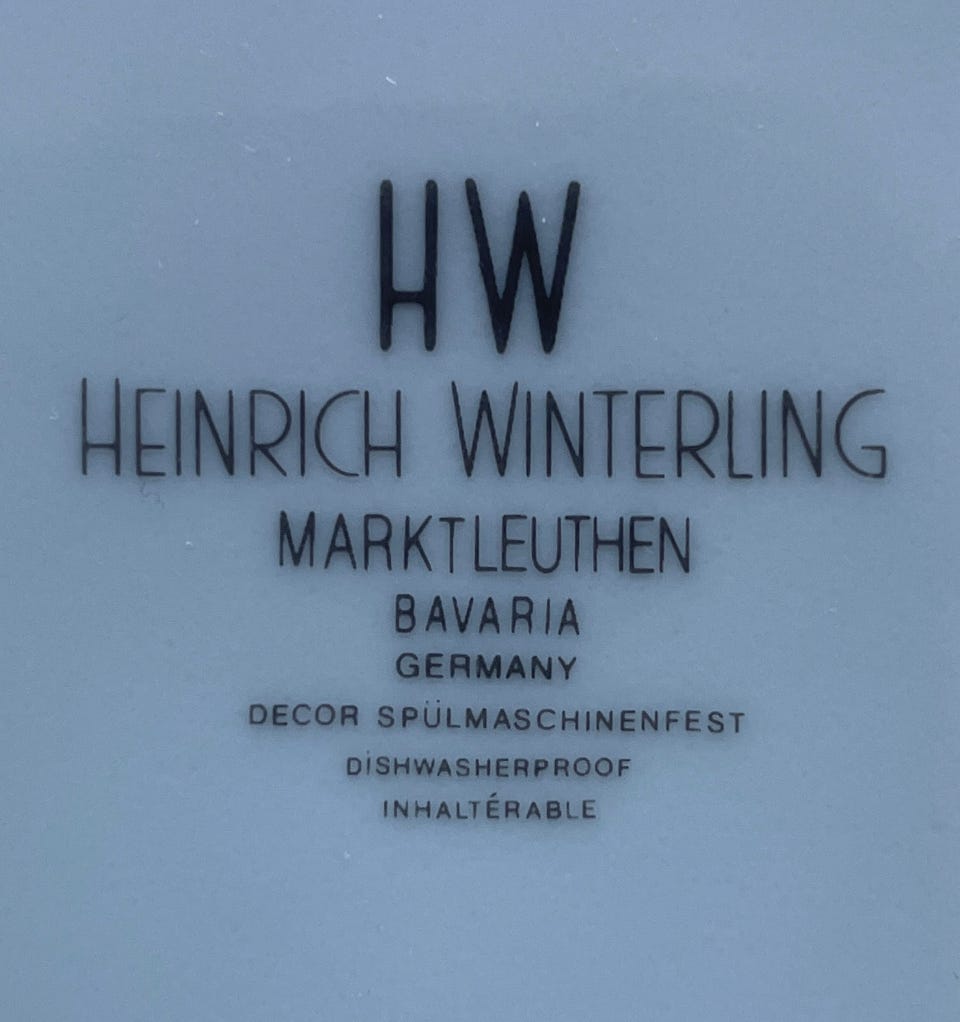 HW
HEINRICH WINTERLING
MARKTLEUTHEN
BAVARIA
GERMANY
DECOR SPÜLMASCHINENFEST
DISHWASHERPROOF
INHALTÉRABLE